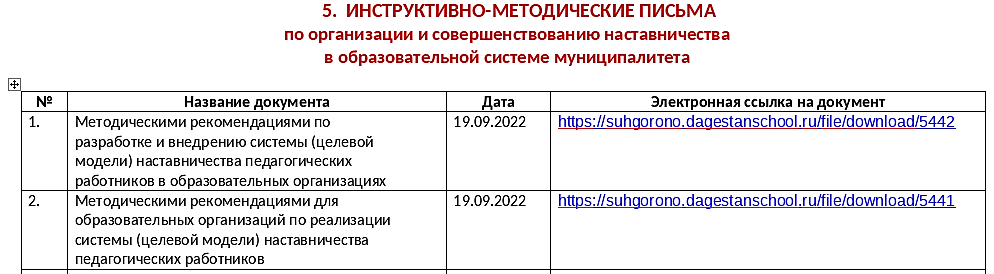 5. ИНСТРУКТИВНО-МЕТОДИЧЕСКИЕ ПИСЬМА
по организации и совершенствованию наставничества
в образовательной системе муниципалитета
№ Название документа Дата Электронная ссылка на документ
1. Методическими рекомендациями по 19.09.2022 https://suhgorono.dagestanschool.ru/file/download/5442
разработке и внедрению системы (целевой
модели) наставничества педагогических
работников в образовательных организациях
2. Методическими рекомендациями для 19.09.2022 https://suhgorono.dagestanschool.ru/file/download/5441
образовательных организаций по реализации
системы (целевой модели) наставничества
педагогических работников